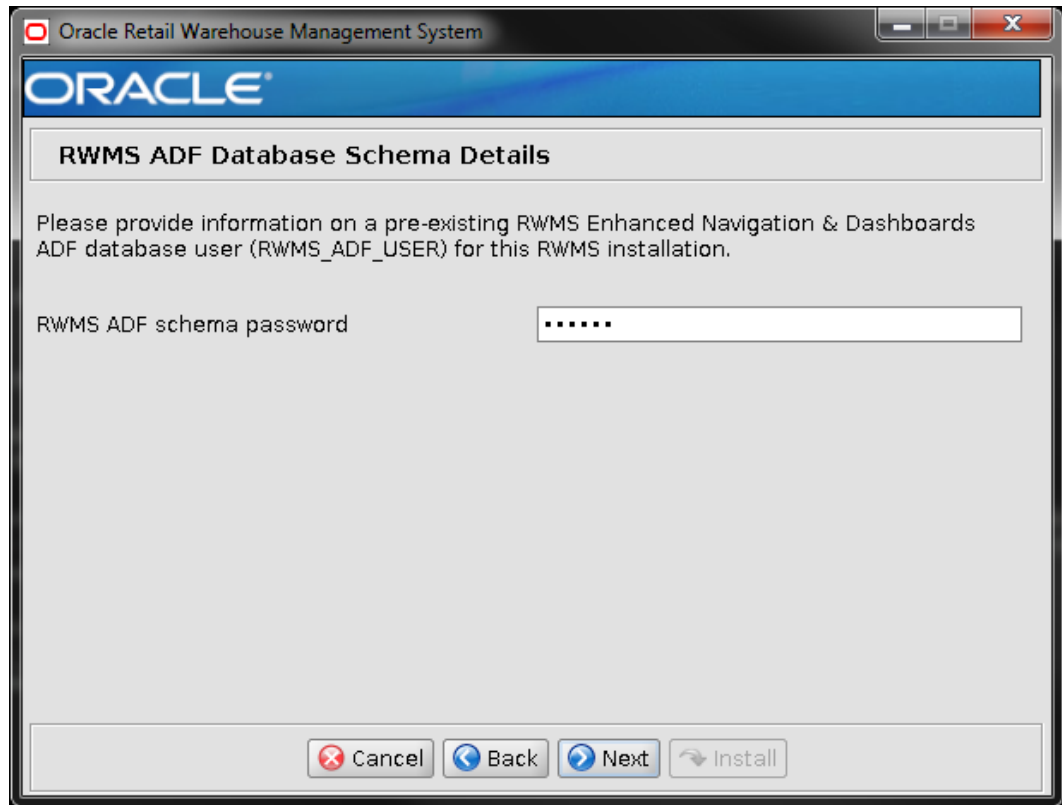 Oracle Retail Warehouse Management System
ORACLE®
RWMS ADF Database Schema Details
Please provide information on a pre-existing RWMS Enhanced Navigation & Dashboards
ADF database user (RWMS_ADF_USER) for this RWMS installation.
RWMS ADF schema password ••••••
Cancel Back Next Install